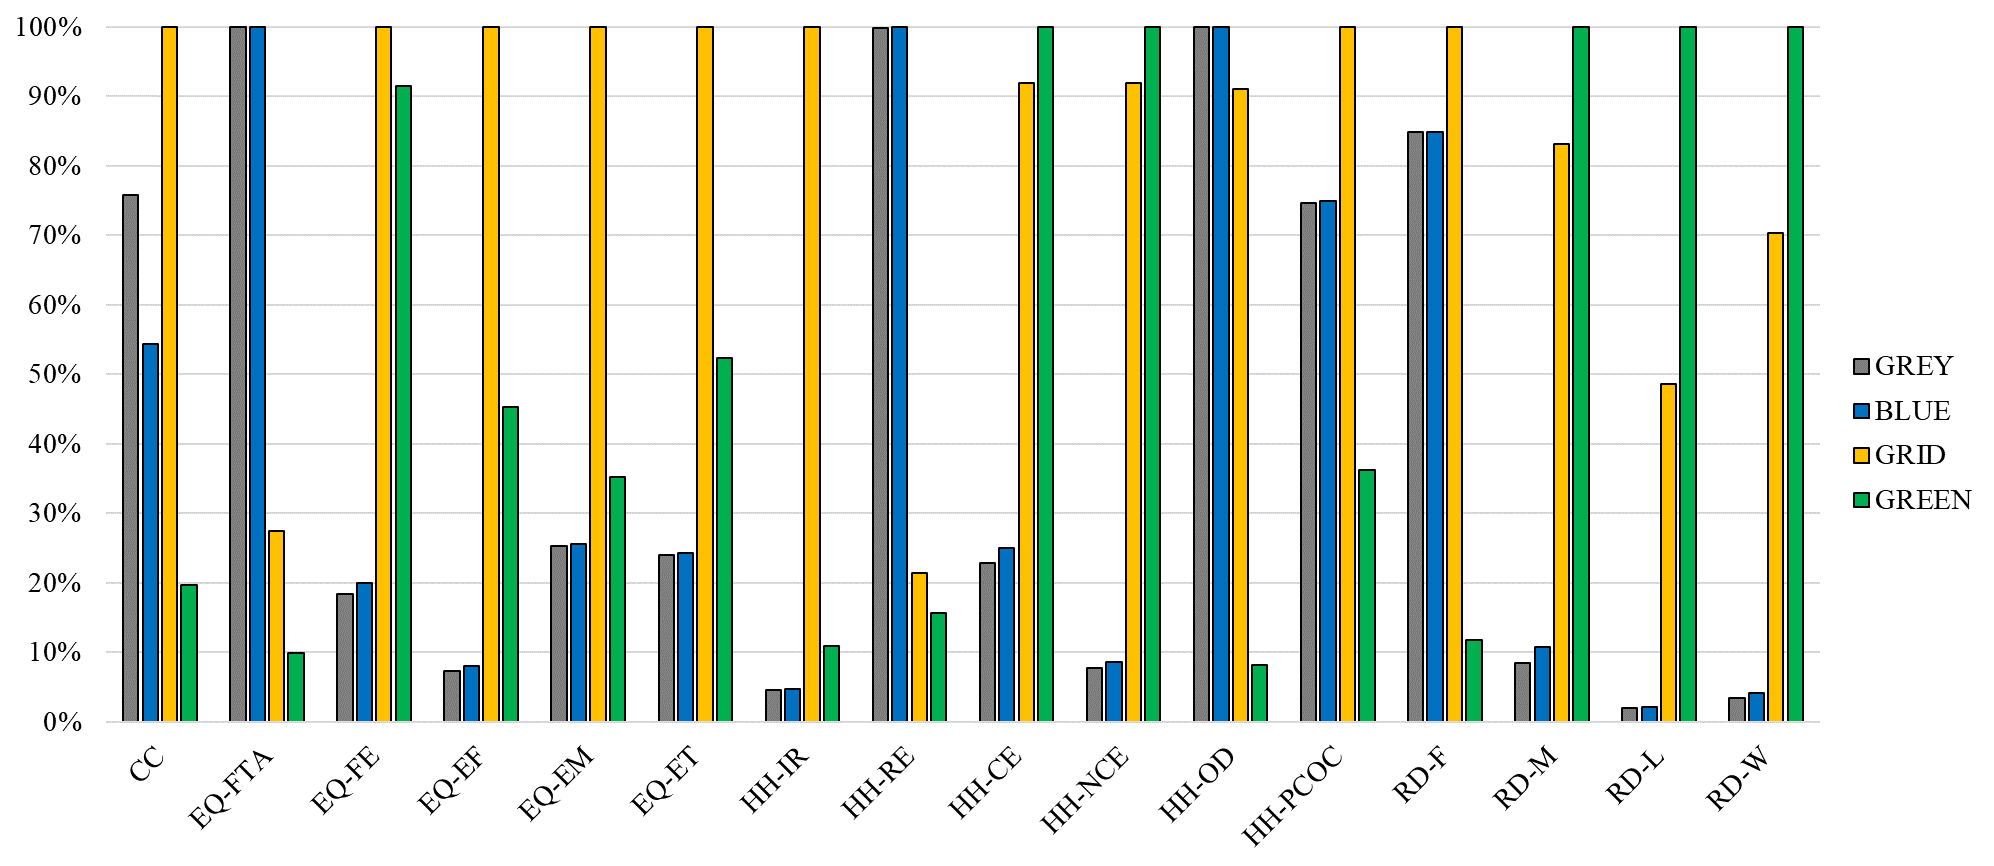 100%
90%
80%
70%
60%
50%
40%
30%
20%
10%
0%
CC
EQ-FTA
EQ-FE
EQ-EF
EQ-EM
EQ-ET
HH-IR
HH-RE
HH-CE
HH-NCE
HH-OD
HH-PCOC
RD-F
RD-M
RD-L
RD-W
GREY
BLUE
GRID
GREEN